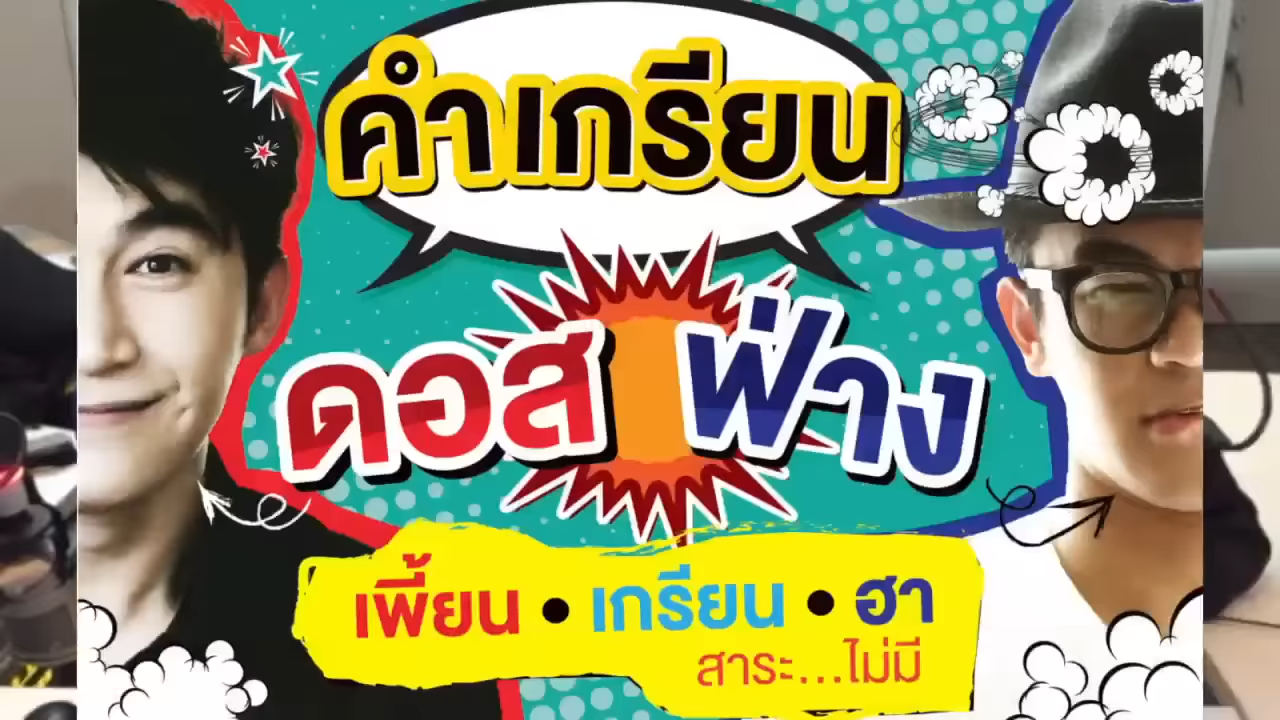 คำเกรียน
ดอส ฟ่าง
เพี้ยน • เกรียน • ฮา
สาระ...ไม่มี